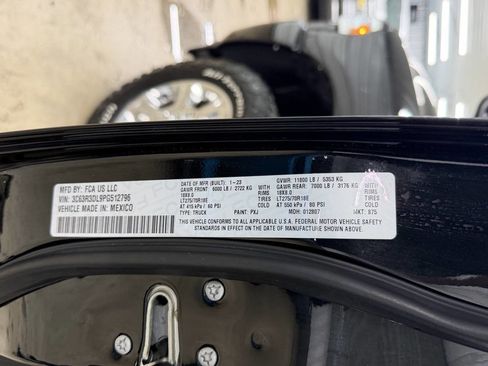 MFD BY: FCA US LLC
DATE OF MFR (BUILT): 1-23
GVWR: 11800 LB / 5353 KG
GAWR FRONT 6000 LB / 2722 KG WITH
GAWR REAR: 7000 LB / 3176 KG WITH
TIRES
RIMS
18X8.0
LT275/70R18E
AT 415 kPa / 60 PSI
TIRES
RIMS
18X8.0
LT275/70R18E
AT 550 kPa / 80 PSI
VIN: 3C63R3DL9PG512796
TYPE: TRUCK
PAINT: PXJ
MDH: 012807
MKT: 875
VEHICLE MADE IN: MEXICO
THIS VEHICLE CONFORMS TO ALL APPLICABLE U.S.A. FEDERAL MOTOR VEHICLE SAFETY
STANDARDS IN EFFECT ON THE DATE OF MANUFACTURE SHOWN ABOVE.